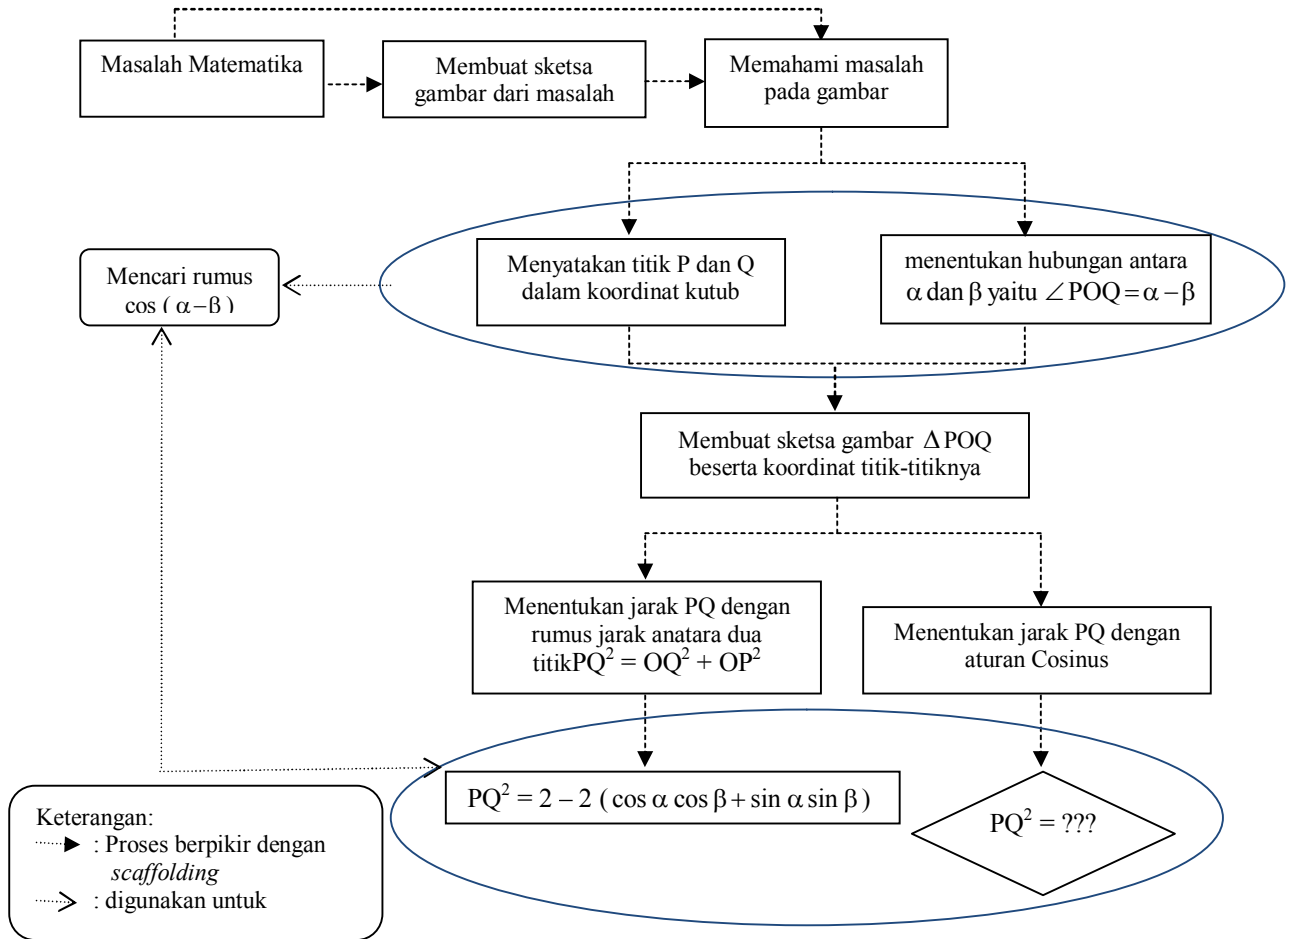 Masalah Matematika
Membuat sketsa
gambar dari masalah
Memahami masalah
pada gambar
Mencari rumus
cos ( α–β )
Menyatakan titik P dan Q
dalam koordinat kutub
menentukan hubungan antara
α dan β yaitu ∠POQ = α – β
Membuat sketsa gambar Δ POQ
beserta koordinat titik-titiknya
Menentukan jarak PQ dengan
rumus jarak anatara dua
titikPQ² = OQ² + OP²
Menentukan jarak PQ dengan
aturan Cosinus
PQ² = 2 – 2 ( cos α cos β + sin α sin β )
PQ² = ???
Keterangan:
: Proses berpikir dengan
scaffolding
: digunakan untuk